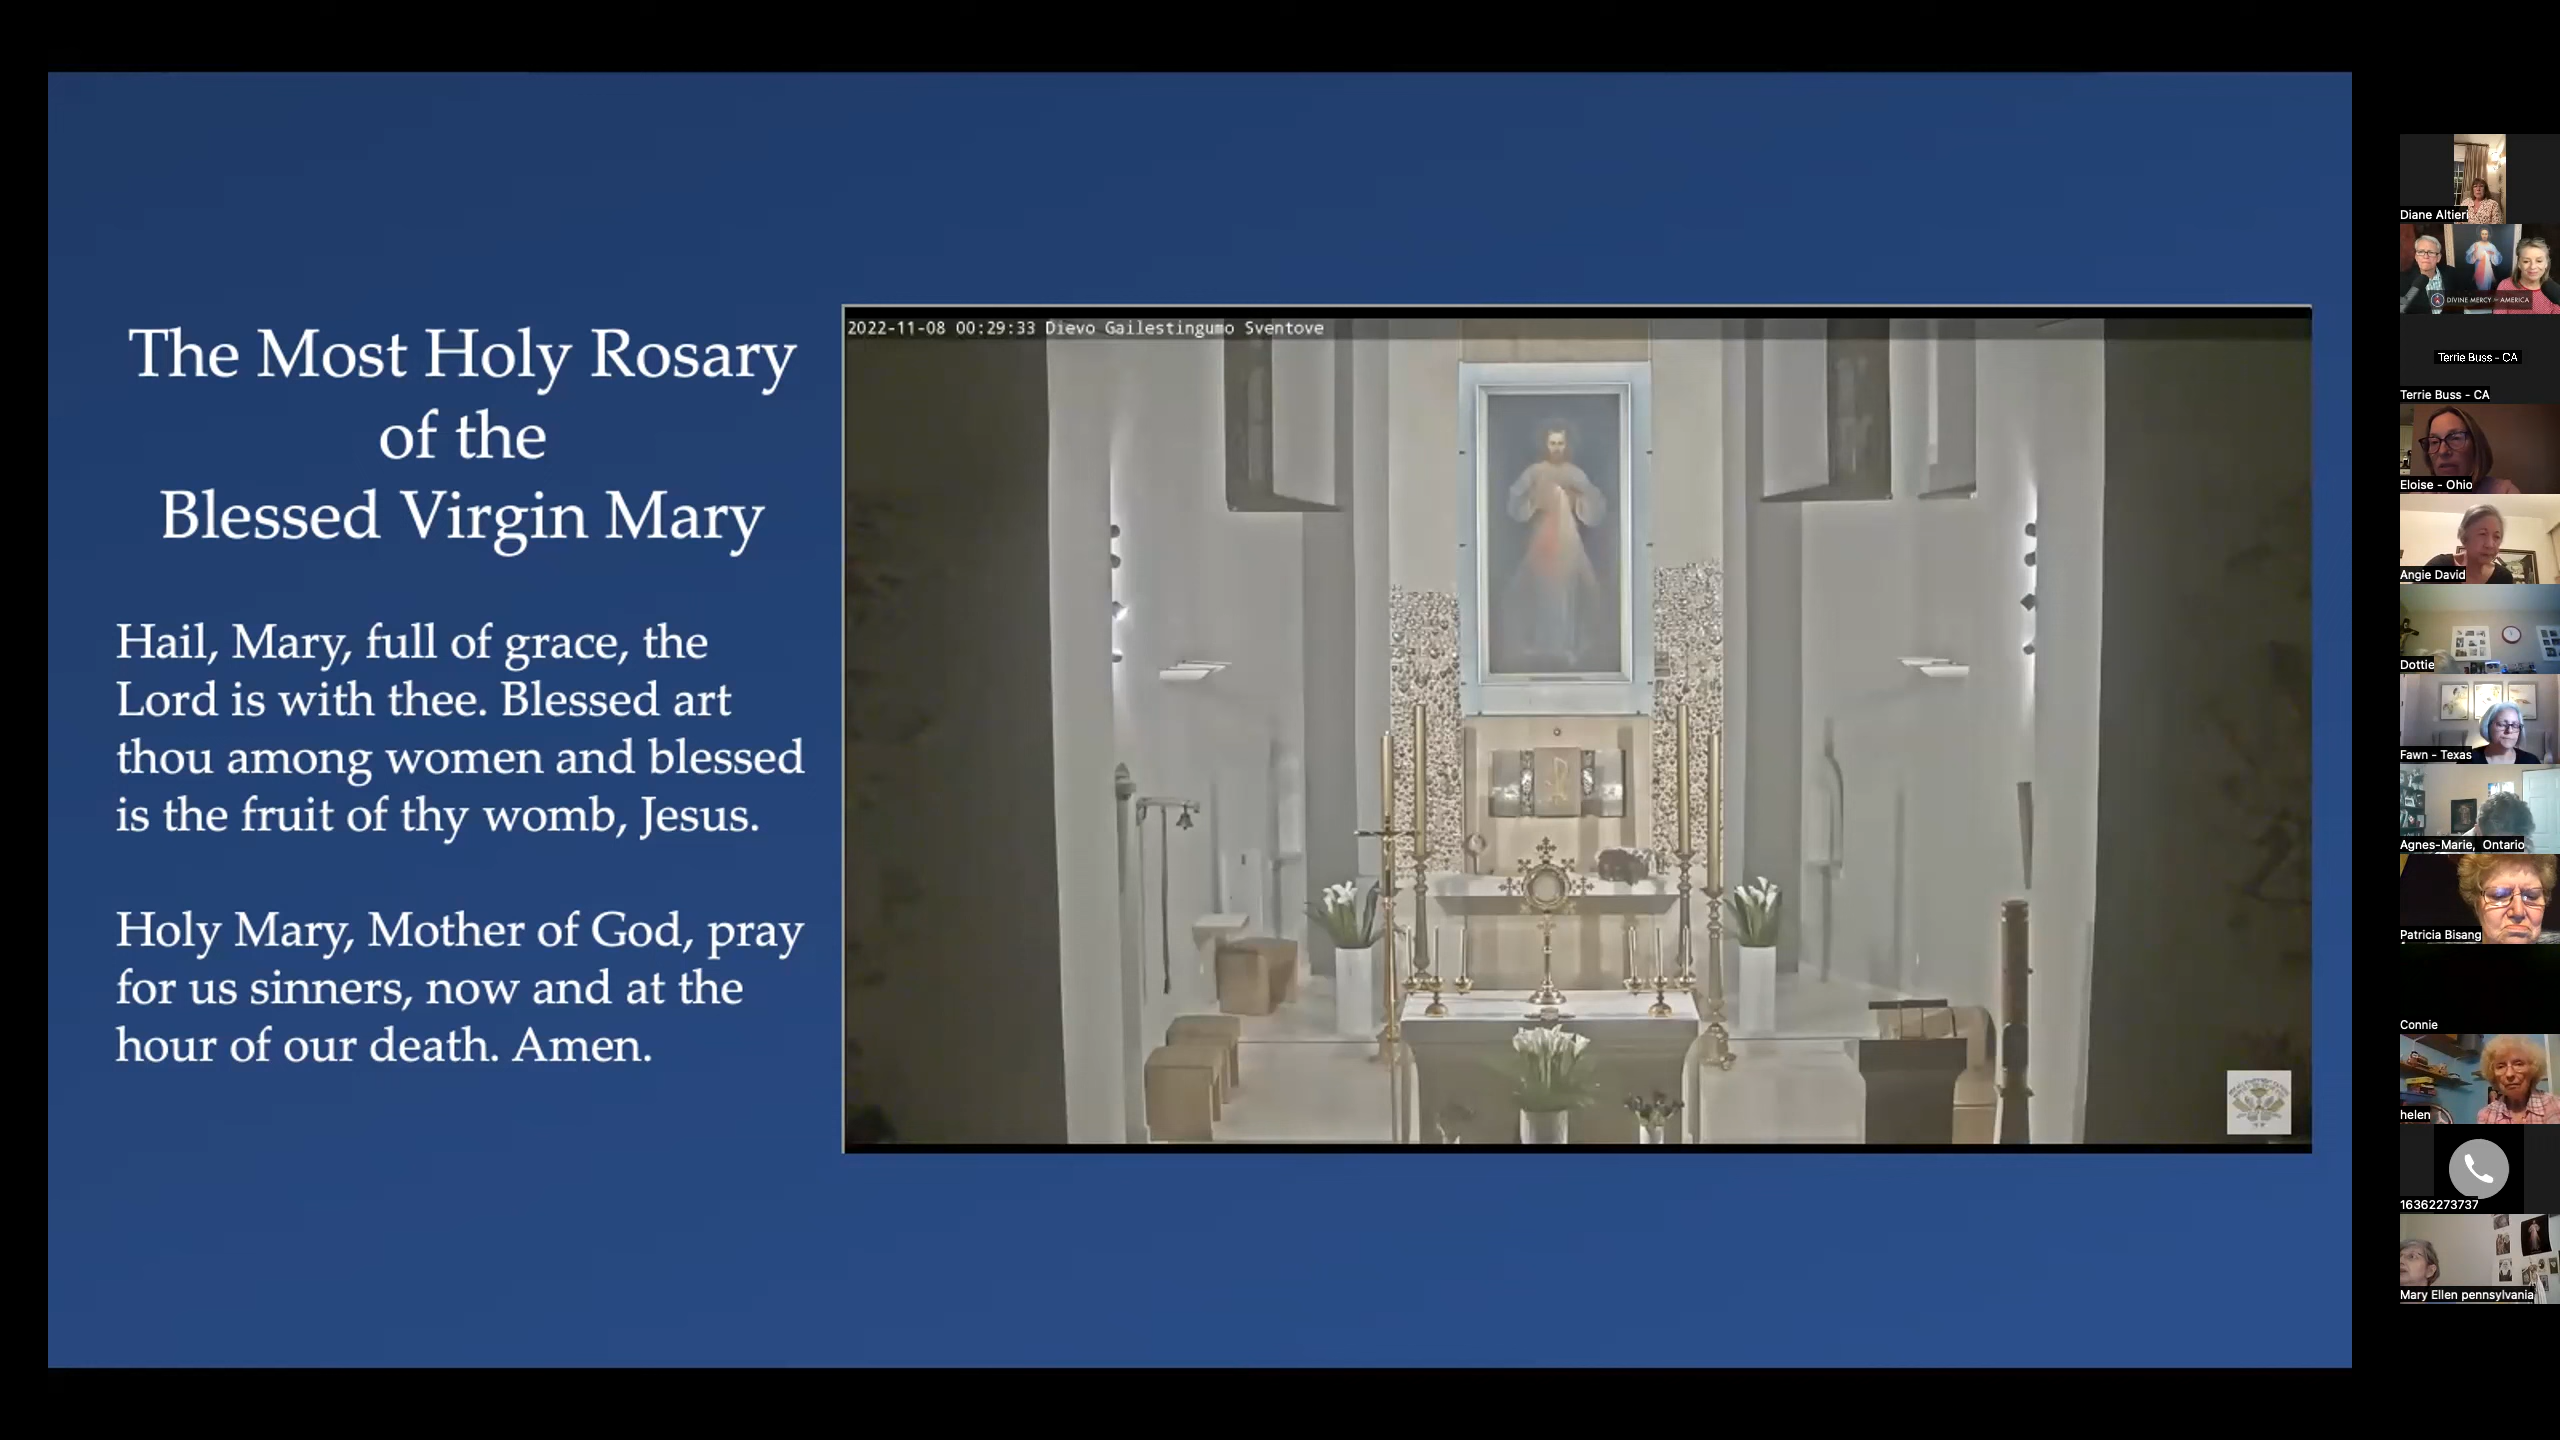 The Most Holy Rosary
of the
Blessed Virgin Mary
Hail, Mary, full of grace, the
Lord is with thee. Blessed art
thou among women and blessed
is the fruit of thy womb, Jesus.
Holy Mary, Mother of God, pray
for us sinners, now and at the
hour of our death. Amen.
2022-11-08 00:29:33 Dievo Gailestingumo Sventove
Diane Altieri
DIVINE MERCY for AMERICA
Terrie Buss - CA
Terrie Buss - CA
Eloise - Ohio
Angie David
Dottie
Fawn - Texas
Agnes-Marie, Ontario
Patricia Bisang
Connie
helen
16362273737
Mary Ellen pennsylvania